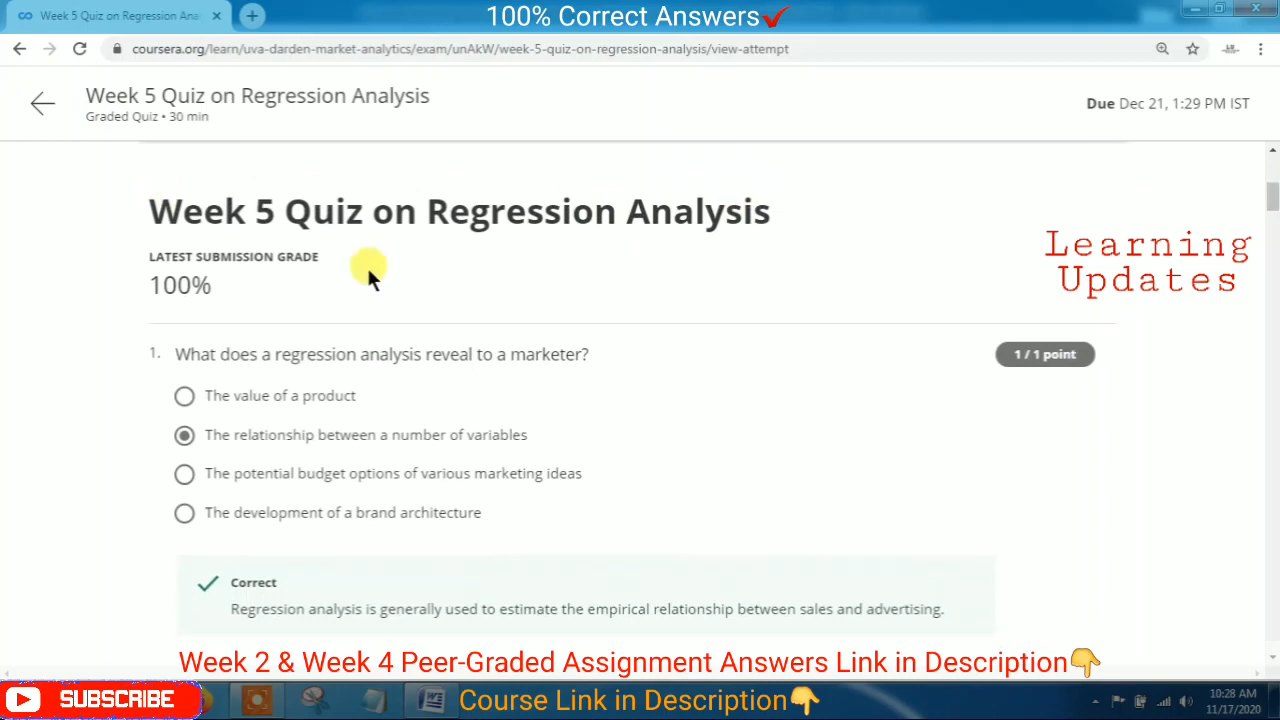 Week 5 Quiz on Regression Ana
100% Correct Answers
coursera.org/learn/uva-darden-market-analytics/exam/unAkW/week-5-quiz-on-regression-analysis/view-attempt
Week 5 Quiz on Regression Analysis
Graded Quiz • 30 min
Due Dec 21, 1:29 PM IST
Week 5 Quiz on Regression Analysis
LATEST SUBMISSION GRADE
100%
Learning
Updates
1. What does a regression analysis reveal to a marketer?
1 / 1 point
The value of a product
The relationship between a number of variables
The potential budget options of various marketing ideas
The development of a brand architecture
Correct
Regression analysis is generally used to estimate the empirical relationship between sales and advertising.
Week 2 & Week 4 Peer-Graded Assignment Answers Link in Description
SUBSCRIBE
Course Link in Description
10:28 AM
11/17/2020